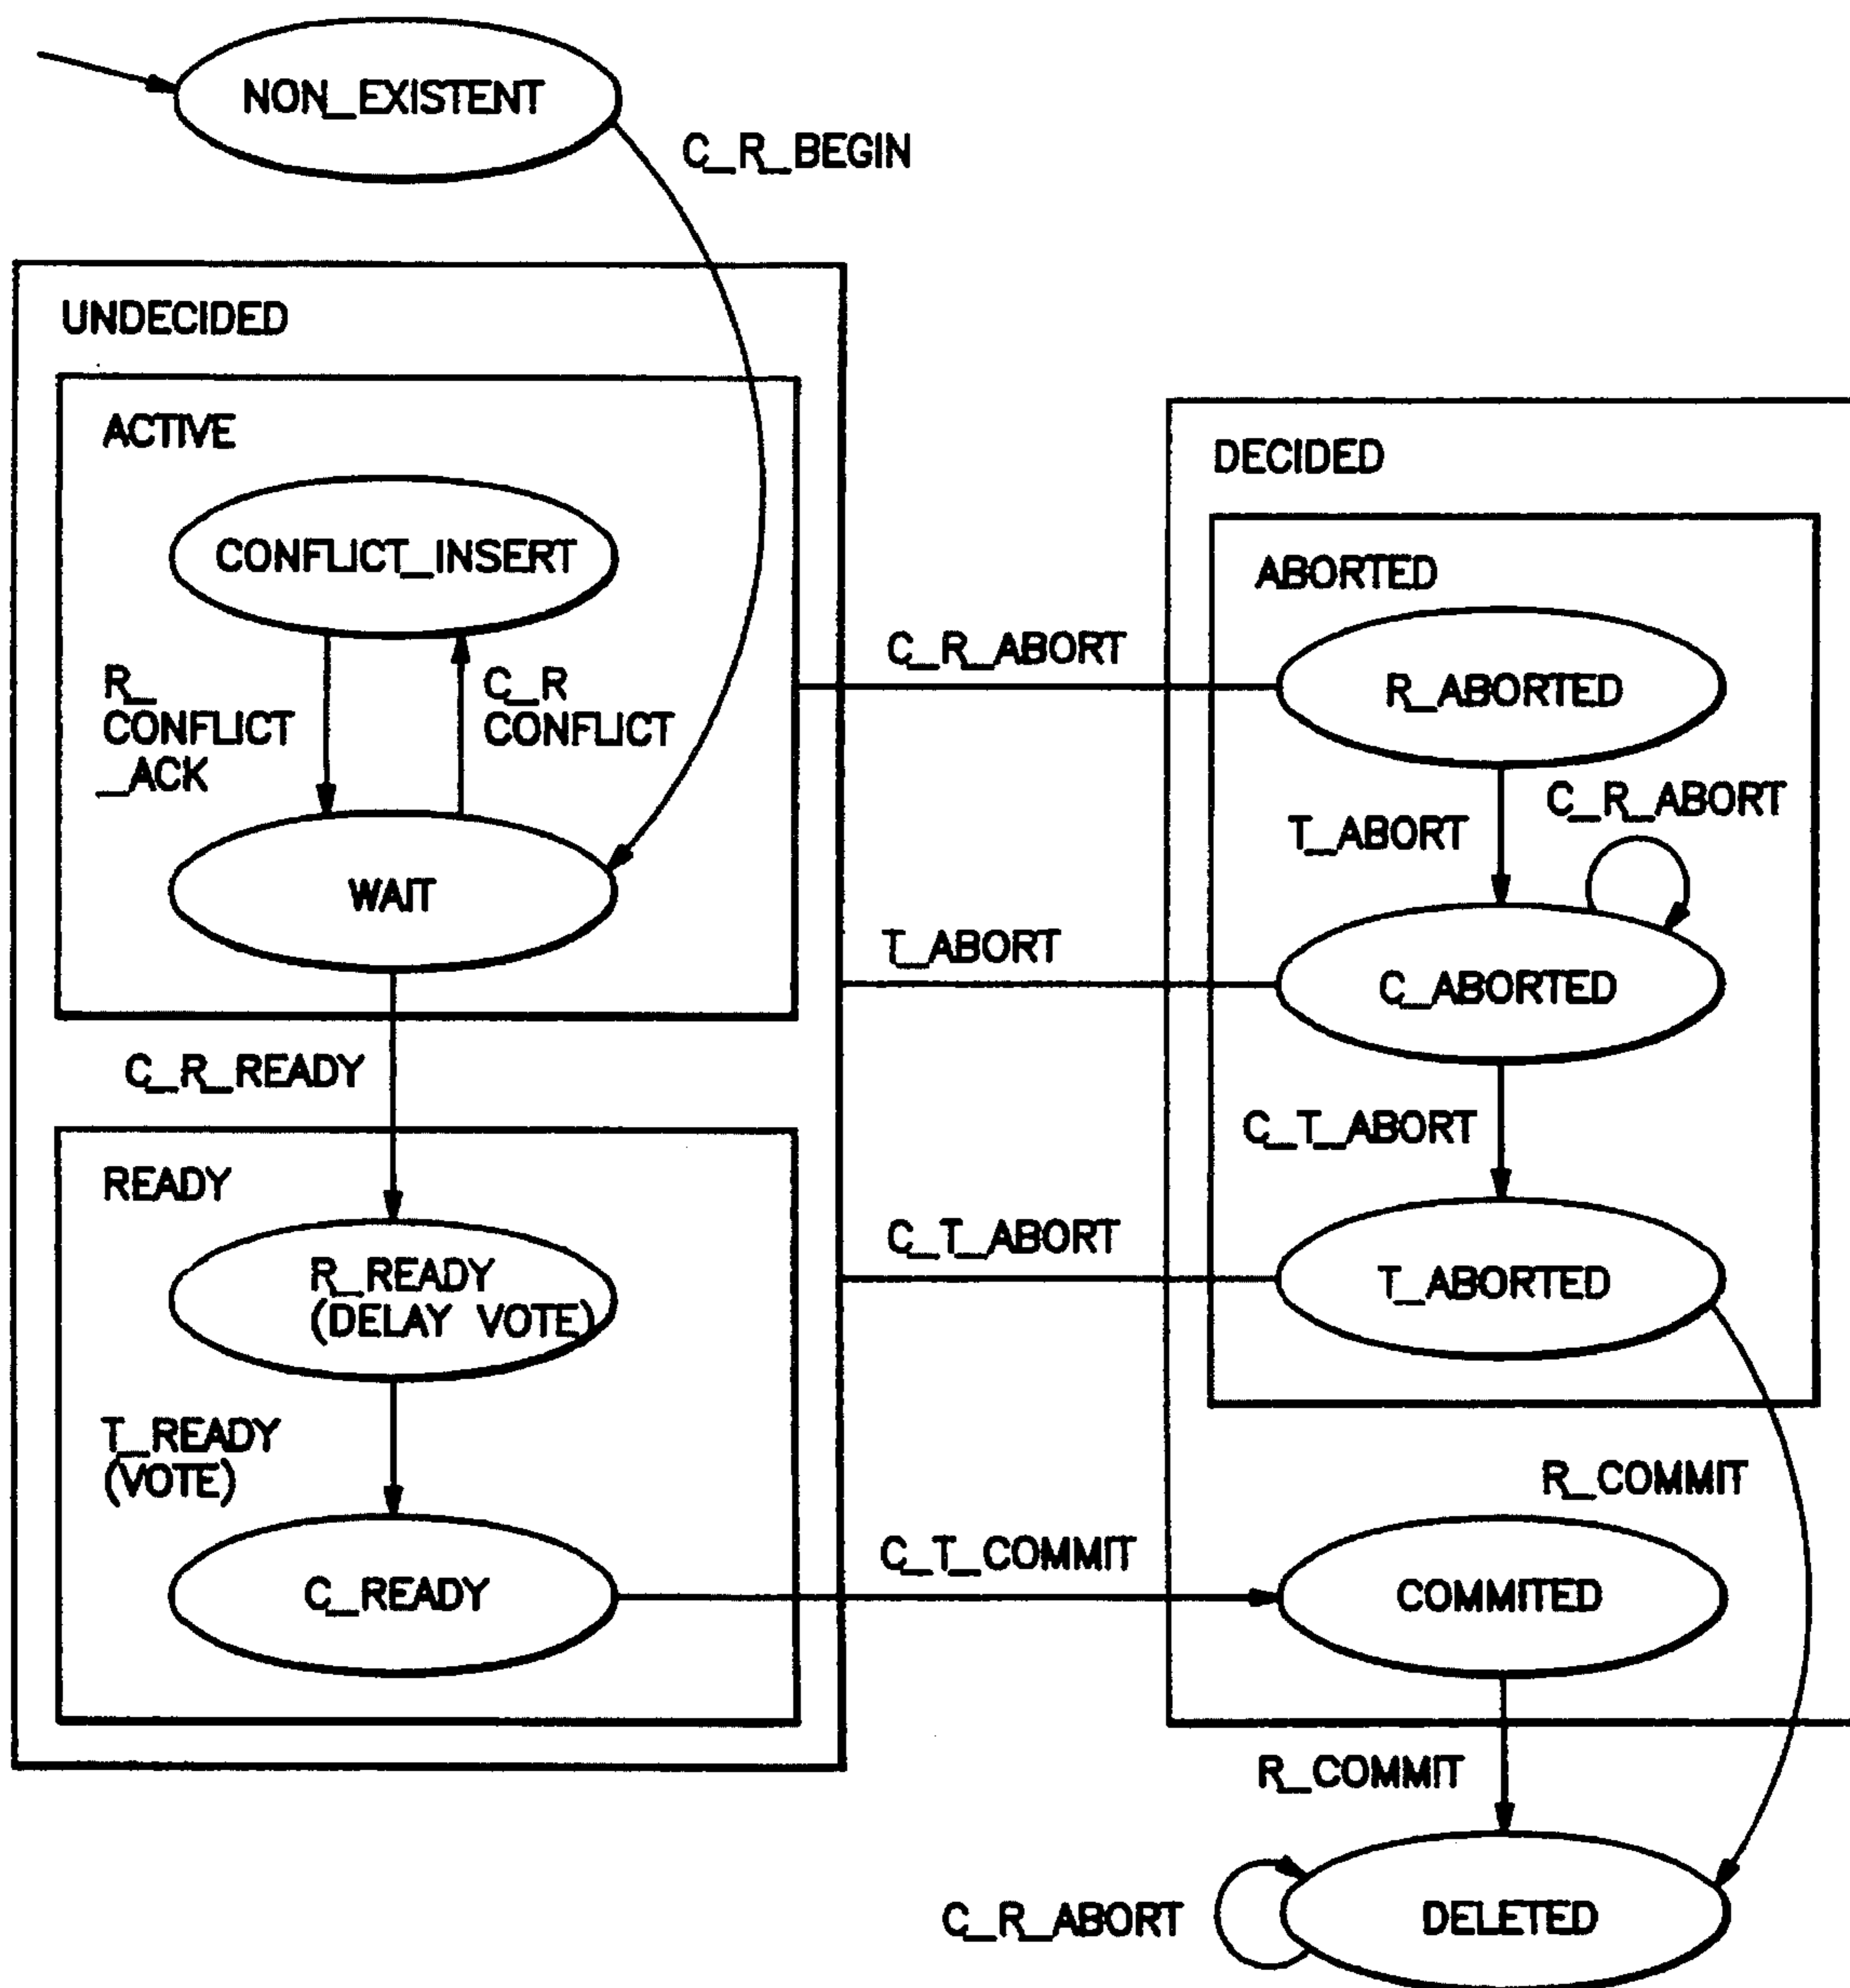 NON_EXISTENT
C_R_BEGIN
UNDECIDED
ACTIVE
CONFLICT_INSERT
R_
CONFLICT
_ACK
C_R
CONFLICT
WAIT
C_R_READY
READY
R_READY
(DELAY VOTE)
T_READY
(VOTE)
C_READY
C_R_ABORT
T_ABORT
C_T_ABORT
C_T_COMMIT
DECIDED
ABORTED
R_ABORTED
T_ABORT
C_R_ABORT
C_ABORTED
C_T_ABORT
T_ABORTED
R_COMMIT
COMMITED
R_COMMIT
C_R_ABORT
DELETED